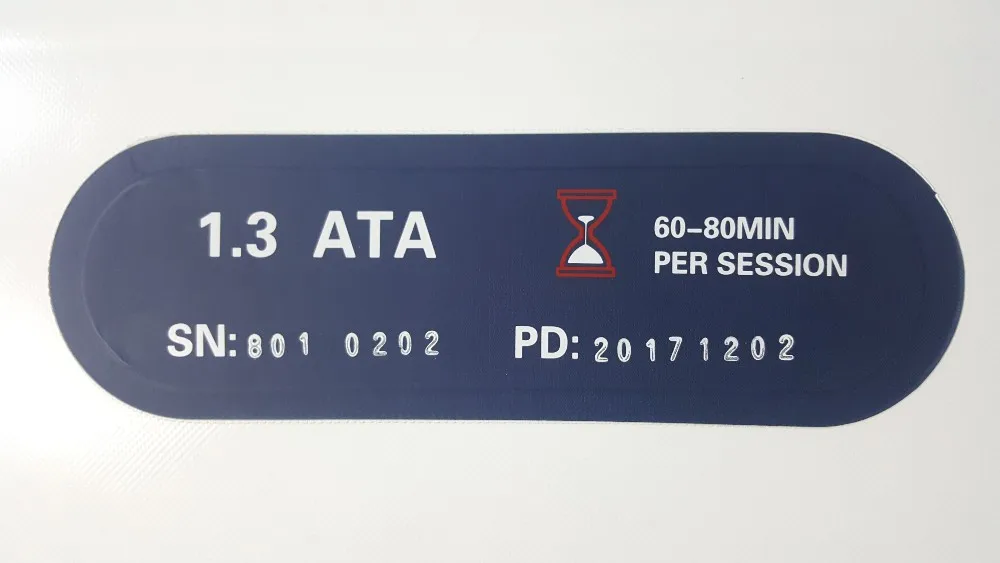 1.3 ATA
60-80MIN
PER SESSION
SN: 801 0202
PD: 20171202